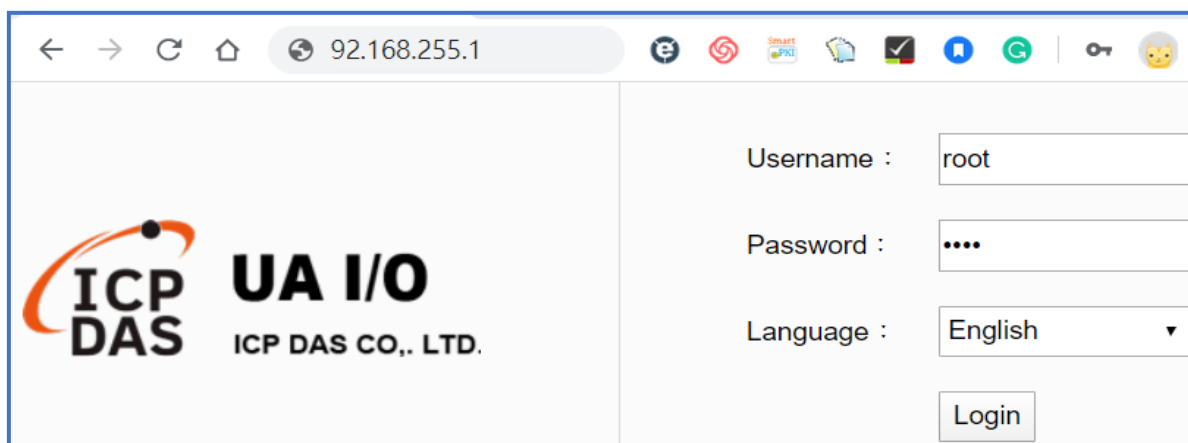 92.168.255.1
Smart
PKI
Username :
root
Password :
••••
Language :
English
Login
ICP
DAS
UA I/O
ICP DAS CO,. LTD.